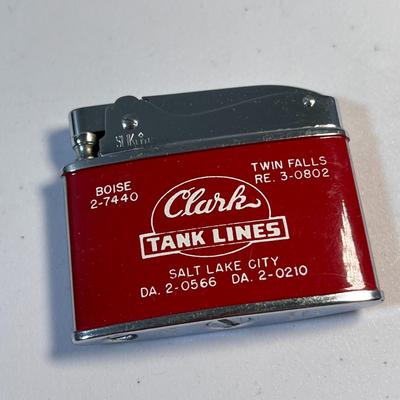 BOISE
2-7440
TWIN FALLS
RE. 3-0802
Clark
TANK LINES
SALT LAKE CITY
DA. 2-0566 DA. 2-0210